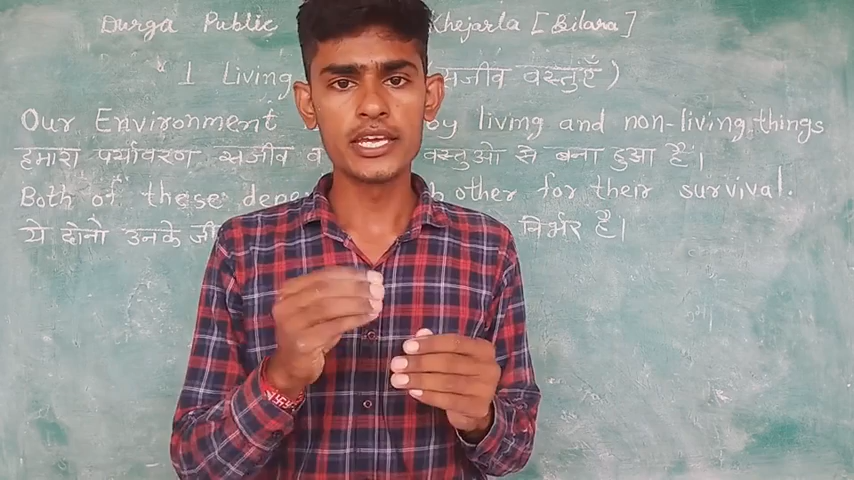 Durga Public Khejarla [Bilara]
1 Living सजीव वस्तुएँ)
Our Environment by living and non-living things
हमारा पर्यावरण सजीव व वस्तुओ से बना हुआ है।
Both of these other for their survival.
ये दोनो उनके निर्भर है।